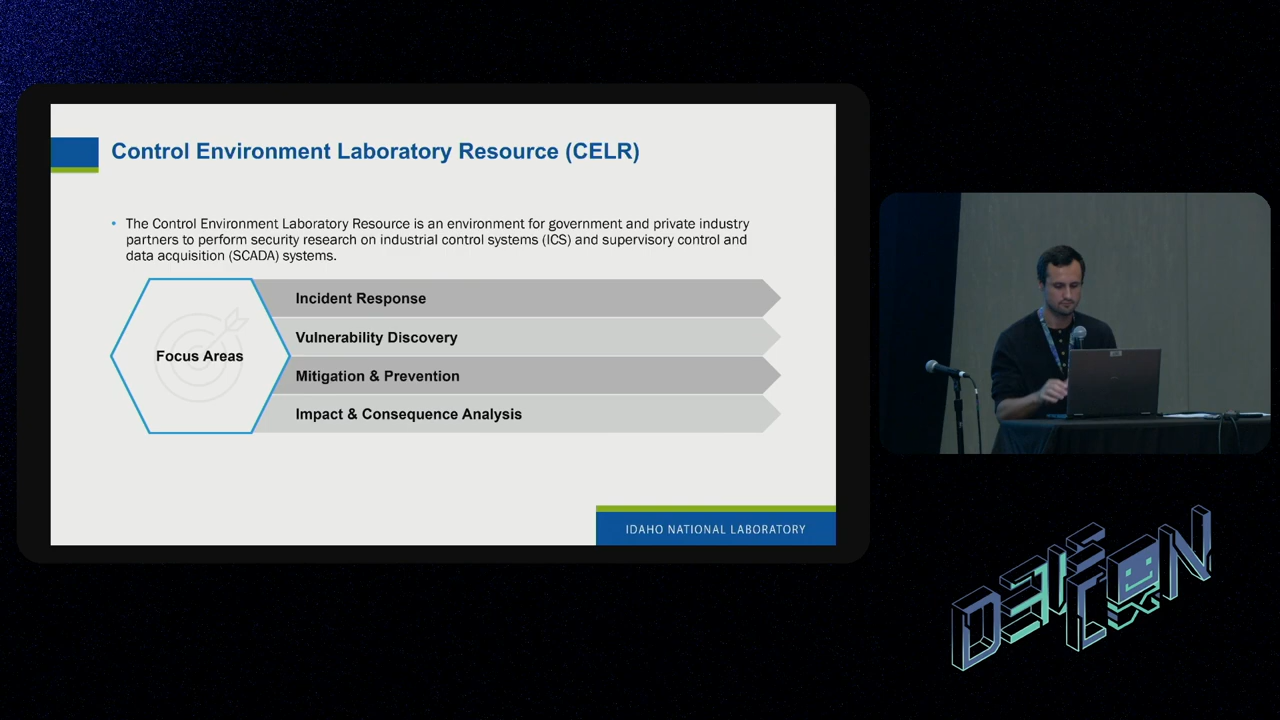 Control Environment Laboratory Resource (CELR)
• The Control Environment Laboratory Resource is an environment for government and private industry
partners to perform security research on industrial control systems (ICS) and supervisory control and
data acquisition (SCADA) systems.
Focus Areas
Incident Response
Vulnerability Discovery
Mitigation & Prevention
Impact & Consequence Analysis
IDAHO NATIONAL LABORATORY
DEF
CON